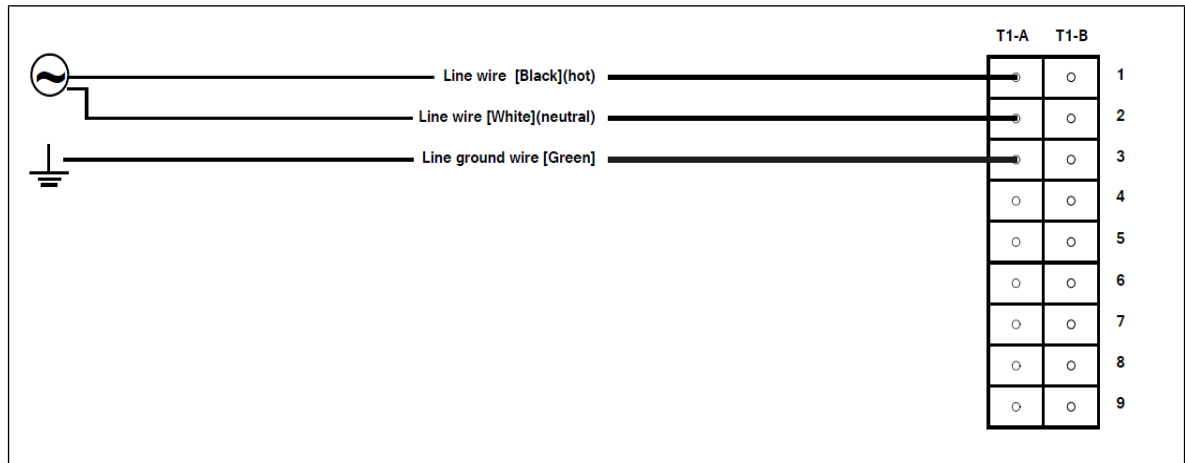 T1-A T1-B
Line wire [Black](hot) 1
Line wire [White](neutral) 2
Line ground wire [Green] 3
4
5
6
7
8
9